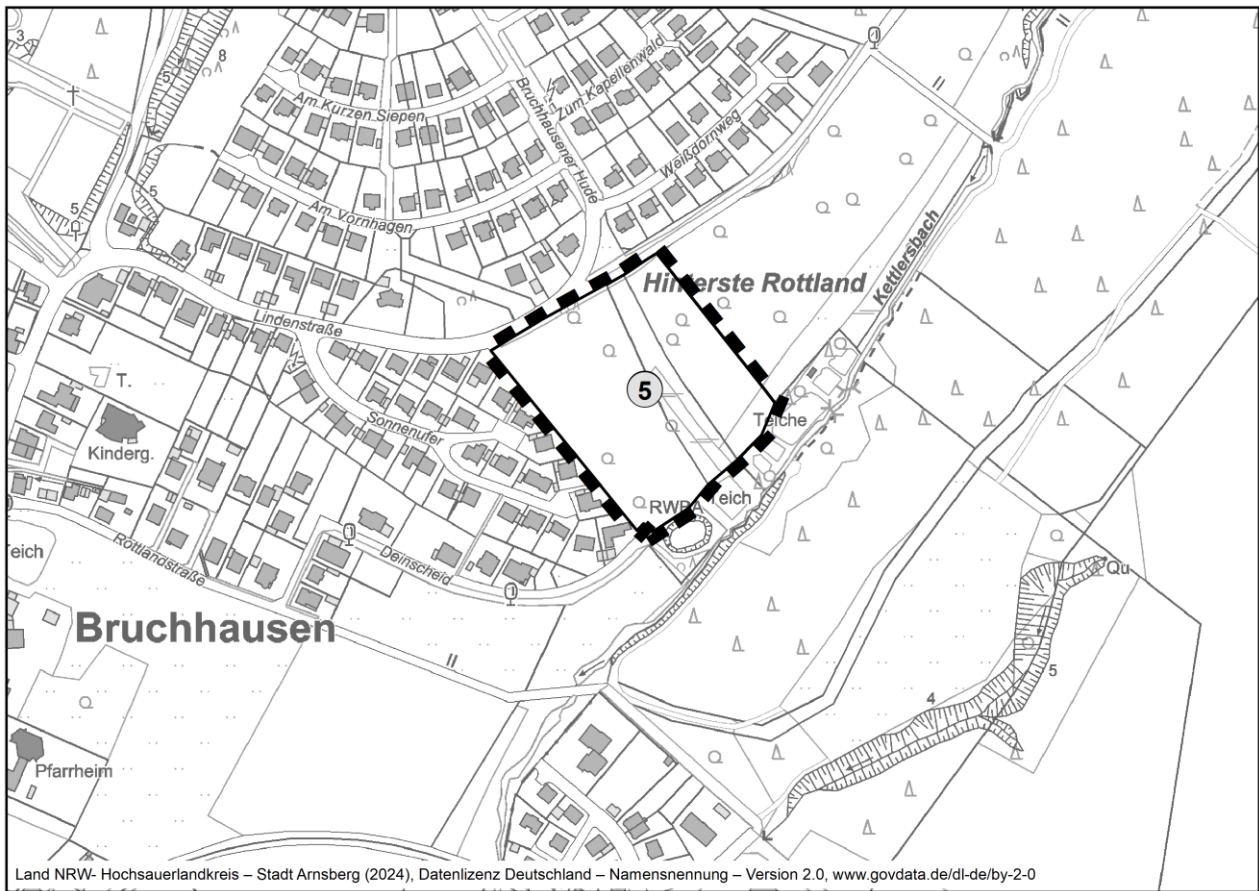 3
8
5
Am Kurzen Siepen
Bruchhausener Hude
Zum Kapellenwald
Weißdornweg
5
5
Am Vornhagen
Hinterste Rottland
Kettlersbach
Lindenstraße
T.
Kinderg.
Sonnenufer
5
Teiche
Teich
Rottlandstraße
Deinscheid
Bruchhausen
Qu
4
5
Pfarrheim
Land NRW- Hochsauerlandkreis – Stadt Arnsberg (2024), Datenlizenz Deutschland – Namensnennung – Version 2.0, www.govdata.de/dl-de/by-2-0